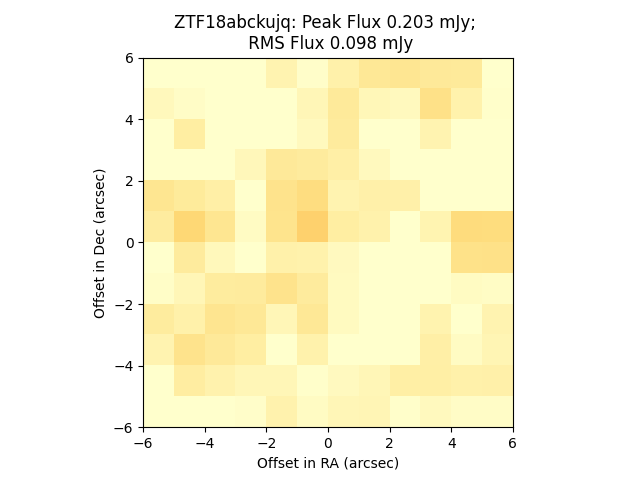 ZTF18abckujq: Peak Flux 0.203 mJy;
RMS Flux 0.098 mJy
6
4
2
0
−2
−4
−6
Offset in Dec (arcsec)
−6 −4 −2 0 2 4 6
Offset in RA (arcsec)